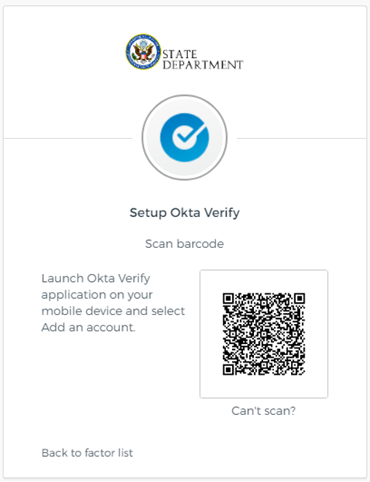 STATE
DEPARTMENT
Setup Okta Verify
Scan barcode
Launch Okta Verify
application on your
mobile device and select
Add an account.
Can't scan?
Back to factor list